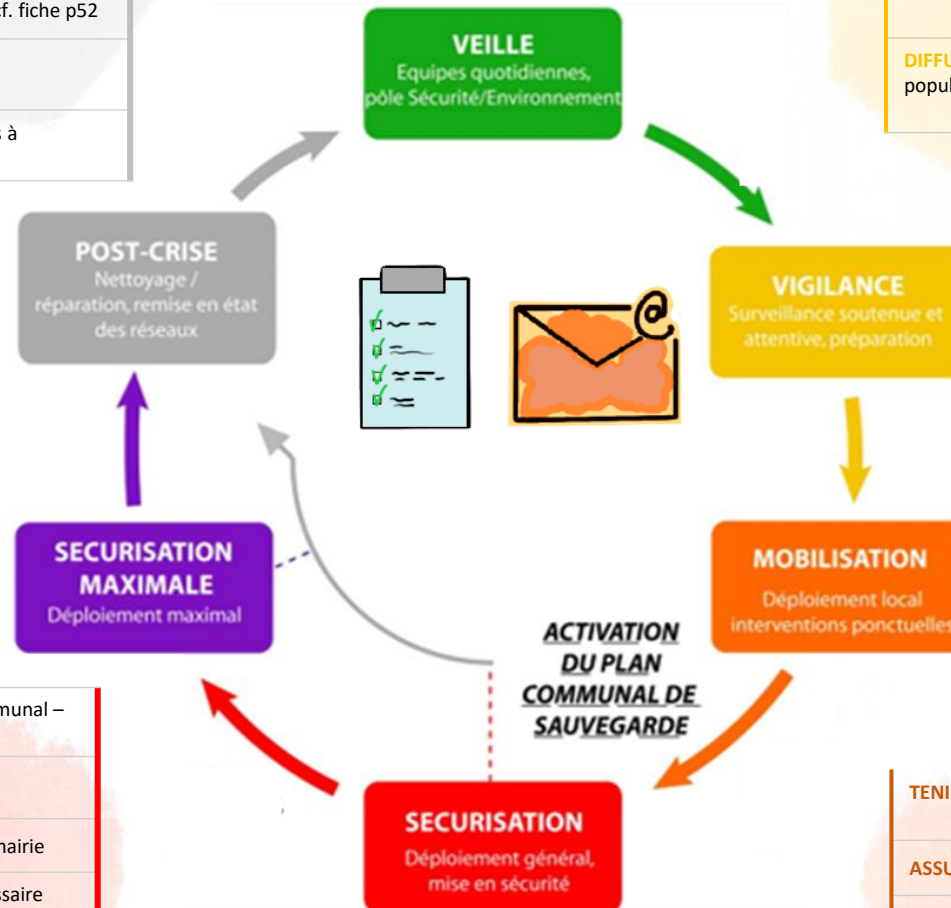 cf. fiche p52
à
VEILLE
Equipes quotidiennes,
pôle Sécurité/Environnement
popul
POST-CRISE
Nettoyage /
réparation, remise en état
des réseaux
@
VIGILANCE
Surveillance soutenue et
attentive, préparation
SECURISATION
MAXIMALE
Déploiement maximal
MOBILISATION
Déploiement local
interventions ponctuelles
ACTIVATION
DU PLAN
COMMUNAL DE
SAUVEGARDE
SECURISATION
Déploiement général,
mise en sécurité
munal –
mairie
ssaire
DIFFU
TENI
ASSU